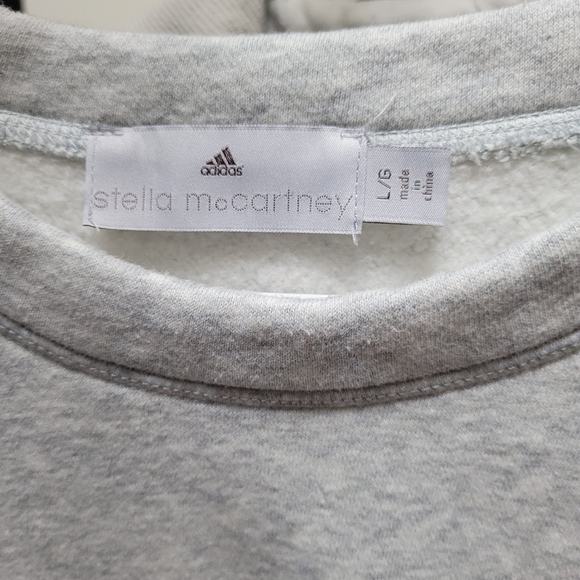 adidas
stella mccartney
L/G
made
in
china